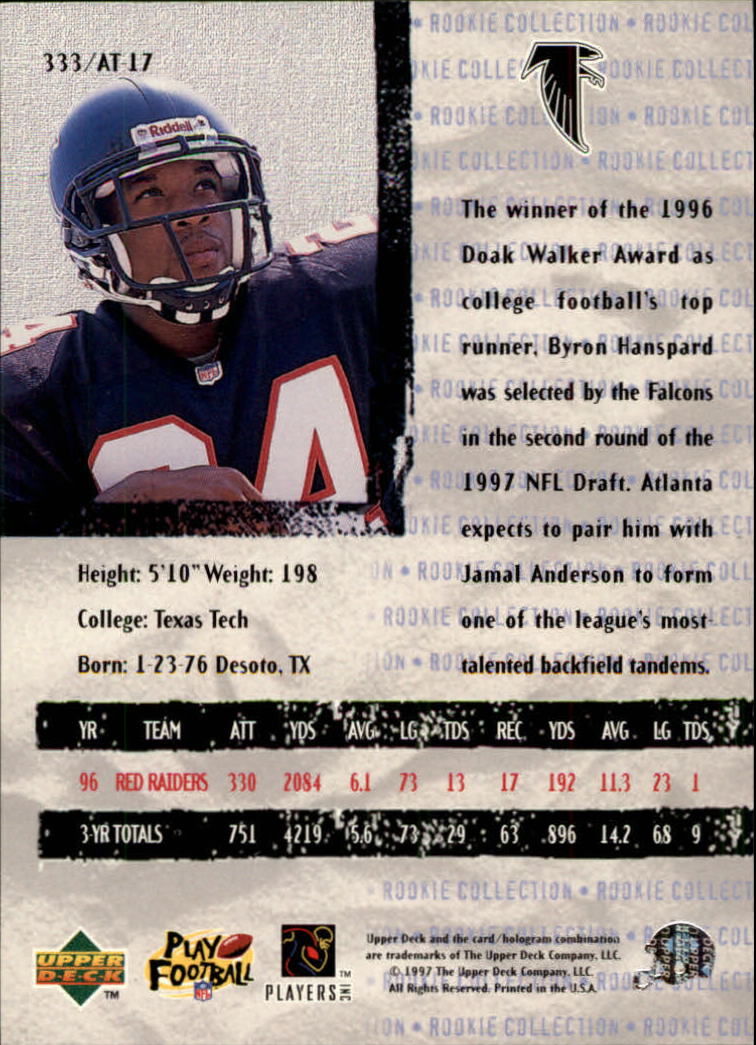 333/AT 17
Riddell
24
NFL
The winner of the 1996
Doak Walker Award as
college football's top
runner, Byron Hanspard
was selected by the Falcons
in the second round of the
1997 NFL Draft. Atlanta
expects to pair him with
Jamal Anderson to form
one of the league's most-
talented backfield tandems.
Height: 5'10" Weight: 198
College: Texas Tech
Born: 1-23-76 Desoto, TX
YR TEAM ATT YDS AVG LG TDS REC YDS AVG LG TDS
96 RED RAIDERS 330 2084 6.1 73 13 17 192 11.3 23 1
3-YR TOTALS 751 4219 5.6 73 29 63 896 14.2 68 9
ROOKIE COLLECTION • ROOKIE COLLECT
UPPER
D·E·C·K
TM
PLAY
FOOTBALL
NFL
PLAYERS INC
TM
Upper Deck and the card/hologram combination
are trademarks of The Upper Deck Company, LLC.
© 1997 The Upper Deck Company, LLC.
All Rights Reserved. Printed in the U.S.A.